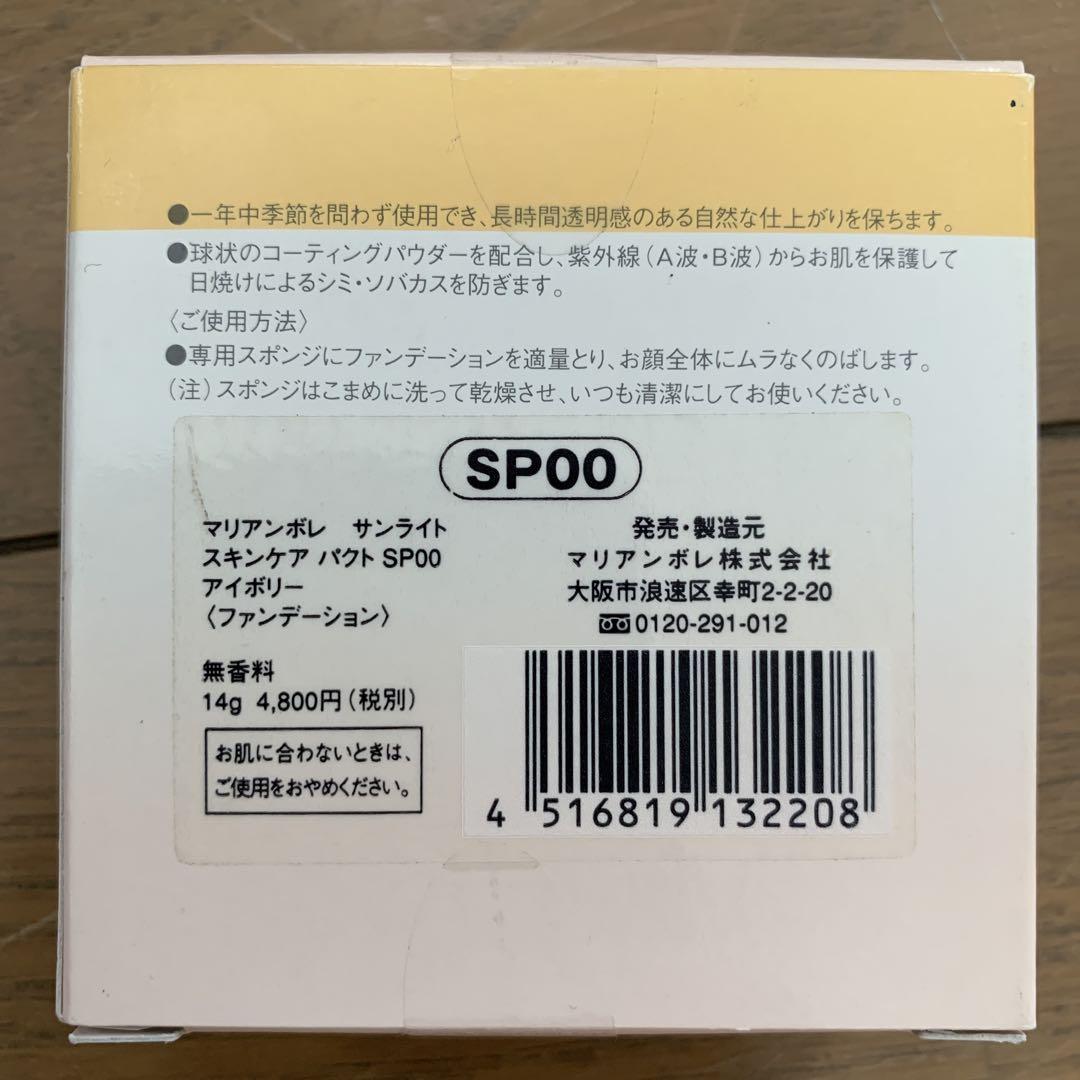 ●一年中季節を問わず使用でき、長時間透明感のある自然な仕上がりを保ちます。
●球状のコーティングパウダーを配合し、紫外線（A波・B波）からお肌を保護して
日焼けによるシミ・ソバカスを防ぎます。
〈ご使用方法〉
●専用スポンジにファンデーションを適量とり、お顔全体にムラなくのばします。
（注）スポンジはこまめに洗って乾燥させ、いつも清潔にしてお使いください。
SP00
マリアンボレ　サンライト
スキンケア パクト SP00
アイボリー
〈ファンデーション〉
無香料
14g 4,800円（税別）
お肌に合わないときは、
ご使用をおやめください。
発売・製造元
マリアンボレ株式会社
大阪市浪速区幸町2-2-20
0120-291-012
4 516819 132208